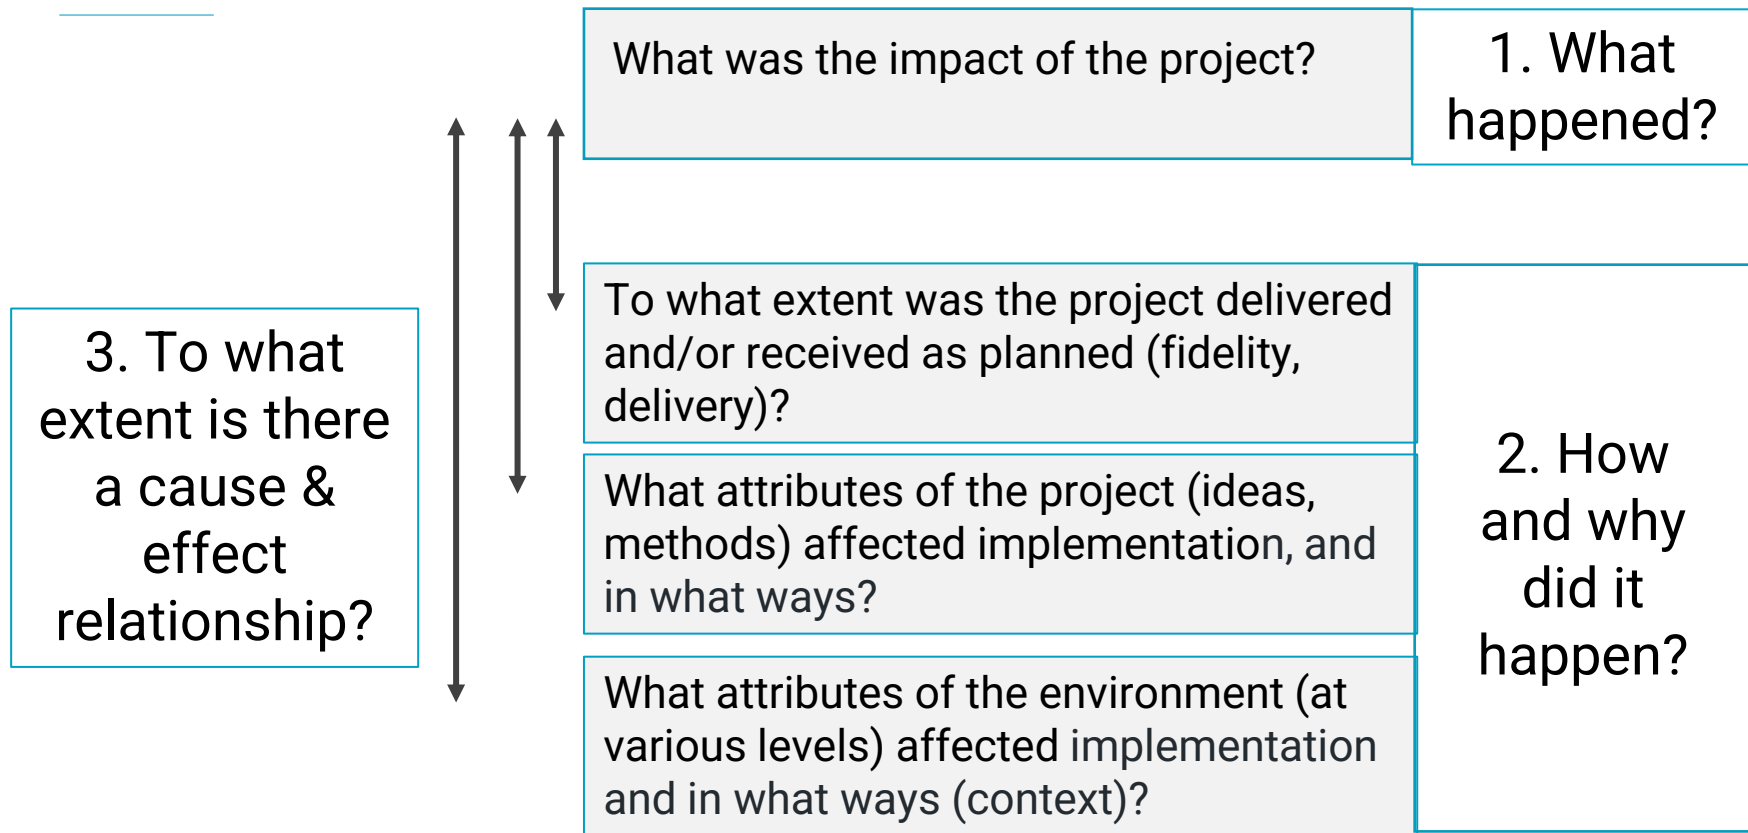 What was the impact of the project?
1. What
happened?
To what extent was the project delivered
and/or received as planned (fidelity,
delivery)?
What attributes of the project (ideas,
methods) affected implementation, and
in what ways?
What attributes of the environment (at
various levels) affected implementation
and in what ways (context)?
2. How
and why
did it
happen?
3. To what
extent is there
a cause &
effect
relationship?